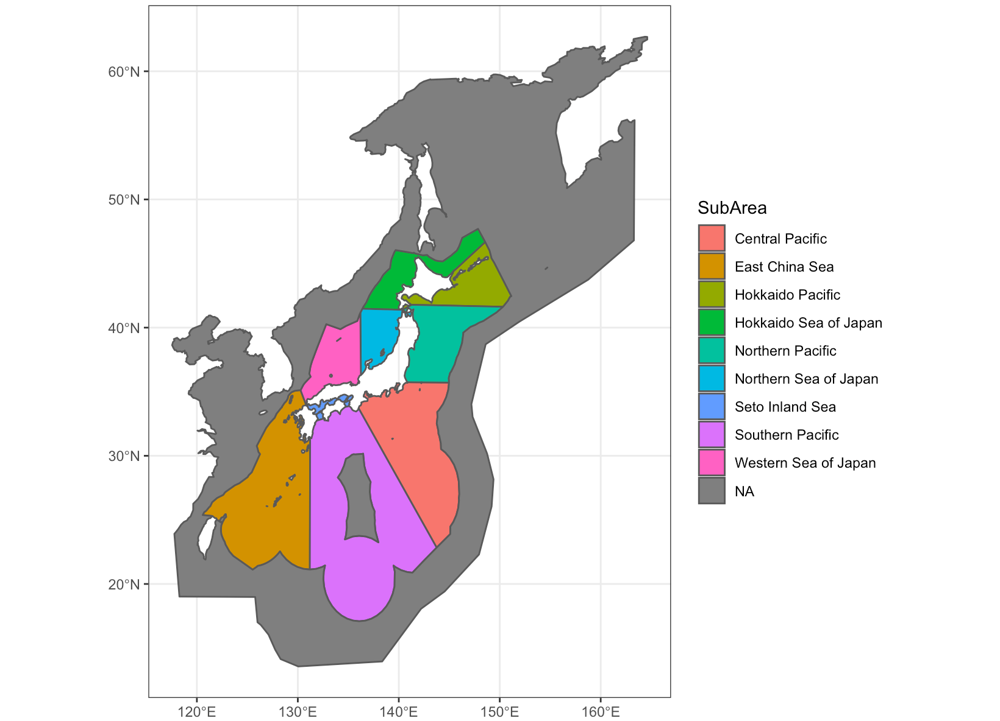 60°N
50°N
40°N
30°N
20°N
120°E
130°E
140°E
150°E
160°E
SubArea
Central Pacific
East China Sea
Hokkaido Pacific
Hokkaido Sea of Japan
Northern Pacific
Northern Sea of Japan
Seto Inland Sea
Southern Pacific
Western Sea of Japan
NA